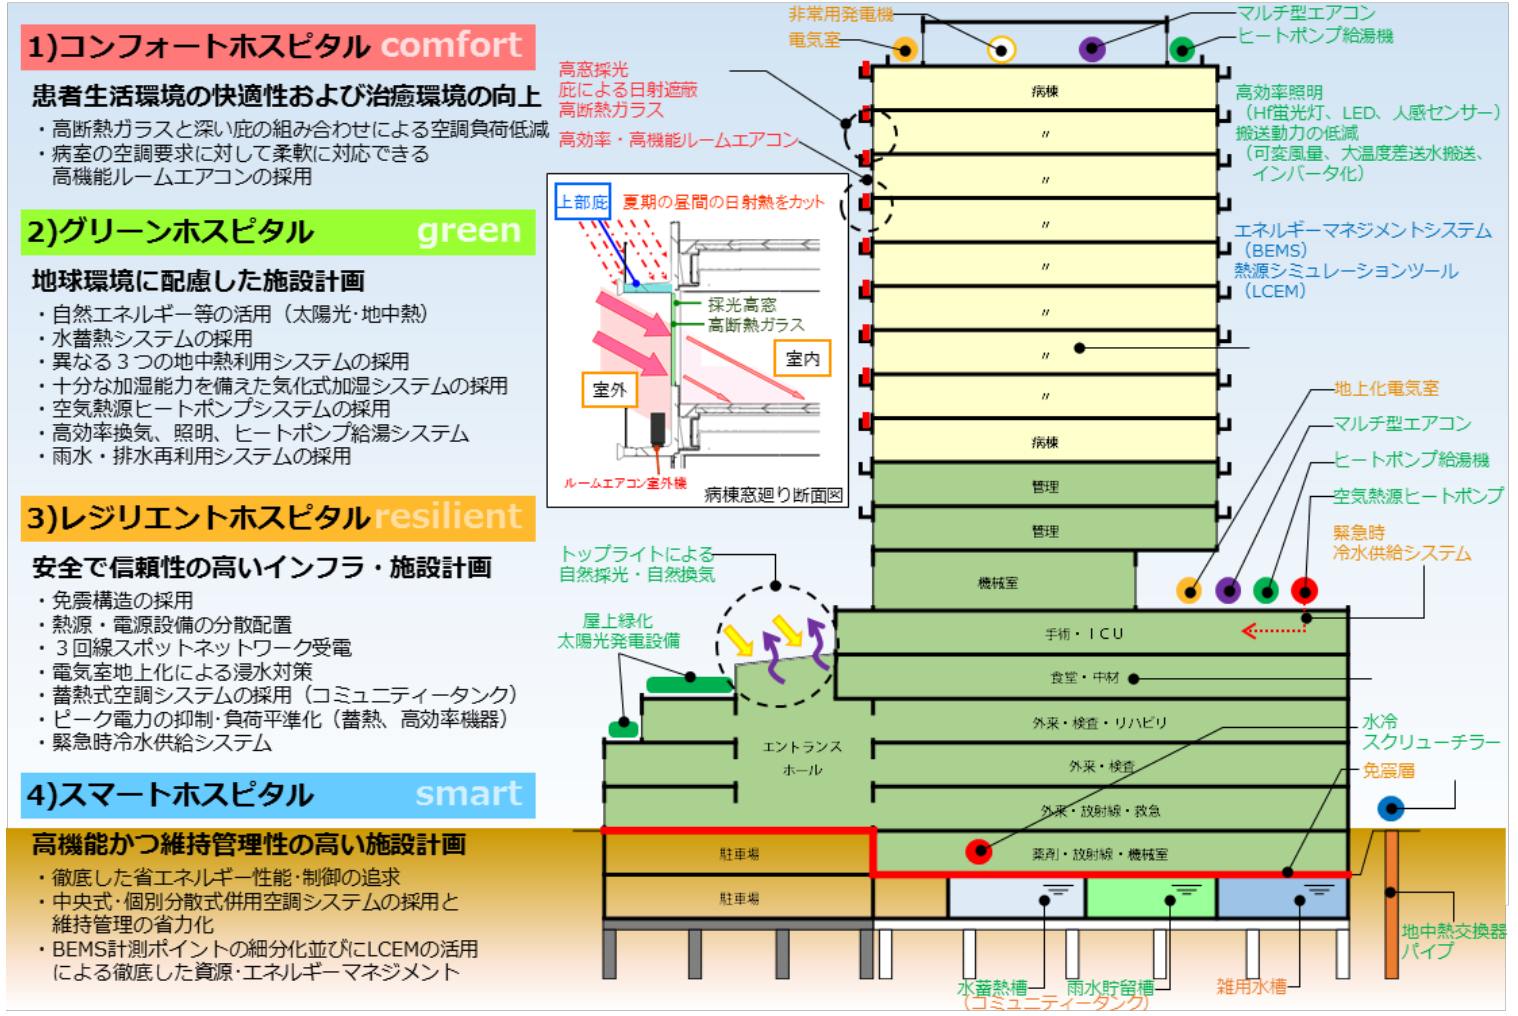 1)コンフォートホスピタル comfort
患者生活環境の快適性および治癒環境の向上
・高断熱ガラスと深い庇の組み合わせによる空調負荷低減
・病室の空調要求に対して柔軟に対応できる
高機能ルームエアコンの採用
2)グリーンホスピタル green
地球環境に配慮した施設計画
・自然エネルギー等の活用（太陽光･地中熱）
・水蓄熱システムの採用
・異なる３つの地中熱利用システムの採用
・十分な加湿能力を備えた気化式加湿システムの採用
・空気熱源ヒートポンプシステムの採用
・高効率換気、照明、ヒートポンプ給湯システム
・雨水・排水再利用システムの採用
3)レジリエントホスピタル resilient
安全で信頼性の高いインフラ・施設計画
・免震構造の採用
・熱源・電源設備の分散配置
・３回線スポットネットワーク受電
・電気室地上化による浸水対策
・蓄熱式空調システムの採用（コミュニティータンク）
・ピーク電力の抑制･負荷平準化（蓄熱、高効率機器）
・緊急時冷水供給システム
4)スマートホスピタル smart
高機能かつ維持管理性の高い施設計画
・徹底した省エネルギー性能･制御の追求
・中央式･個別分散式併用空調システムの採用と
維持管理の省力化
・BEMS計測ポイントの細分化並びにLCEMの活用
による徹底した資源･エネルギーマネジメント
非常用発電機
電気室
マルチ型エアコン
ヒートポンプ給湯機
高窓採光
庇による日射遮蔽
高断熱ガラス
高効率・高機能ルームエアコン
上部庇
夏期の昼間の日射熱をカット
採光高窓
高断熱ガラス
室内
室外
ルームエアコン室外機
病棟窓廻り断面図
病棟
〃
〃
〃
〃
〃
〃
〃
病棟
管理
管理
機械室
手術・ＩＣＵ
食堂・中材
外来・検査・リハビリ
外来・検査
外来・放射線・救急
薬剤・放射線・機械室
エントランス
ホール
駐車場
駐車場
高効率照明
（Hf蛍光灯、LED、人感センサー）
搬送動力の低減
（可変風量、大温度差送水搬送、
インバータ化）
エネルギーマネジメントシステム
（BEMS）
熱源シミュレーションツール
（LCEM）
地上化電気室
マルチ型エアコン
ヒートポンプ給湯機
空気熱源ヒートポンプ
緊急時
冷水供給システム
トップライトによる
自然採光・自然換気
屋上緑化
太陽光発電設備
水冷
スクリューチラー
免震層
地中熱交換器
パイプ
水蓄熱槽
（コミュニティータンク）
雨水貯留槽
雑用水槽